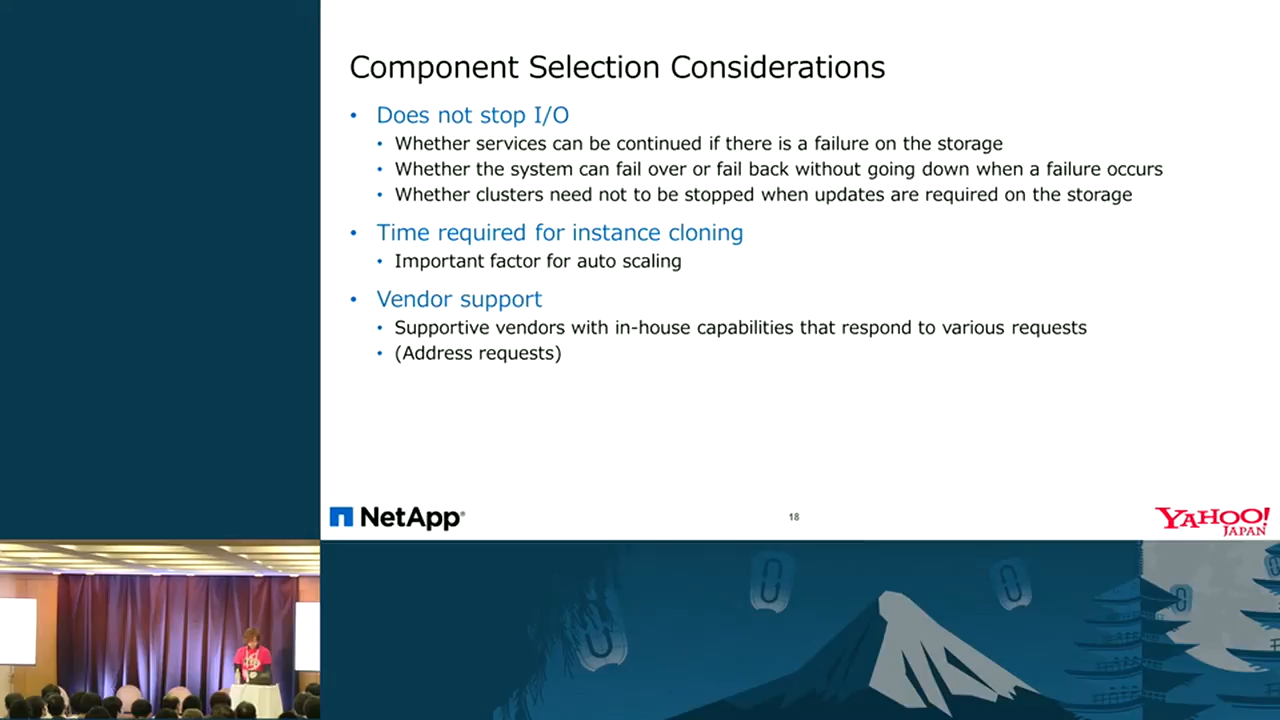 Component Selection Considerations
• Does not stop I/O
• Whether services can be continued if there is a failure on the storage
• Whether the system can fail over or fail back without going down when a failure occurs
• Whether clusters need not to be stopped when updates are required on the storage
• Time required for instance cloning
• Important factor for auto scaling
• Vendor support
• Supportive vendors with in-house capabilities that respond to various requests
• (Address requests)
NetApp®
18
YAHOO!
JAPAN